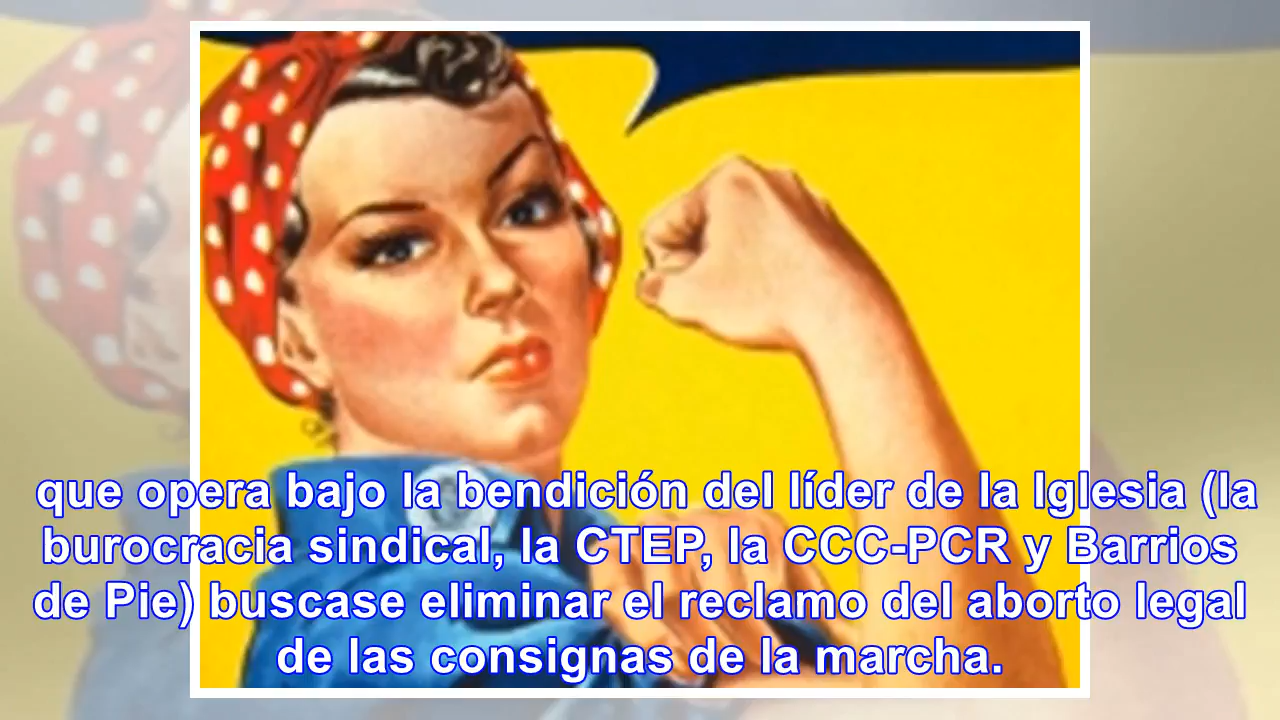 que opera bajo la bendición del líder de la Iglesia (la
burocracia sindical, la CTEP, la CCC-PCR y Barrios
de Pie) buscase eliminar el reclamo del aborto legal
de las consignas de la marcha.